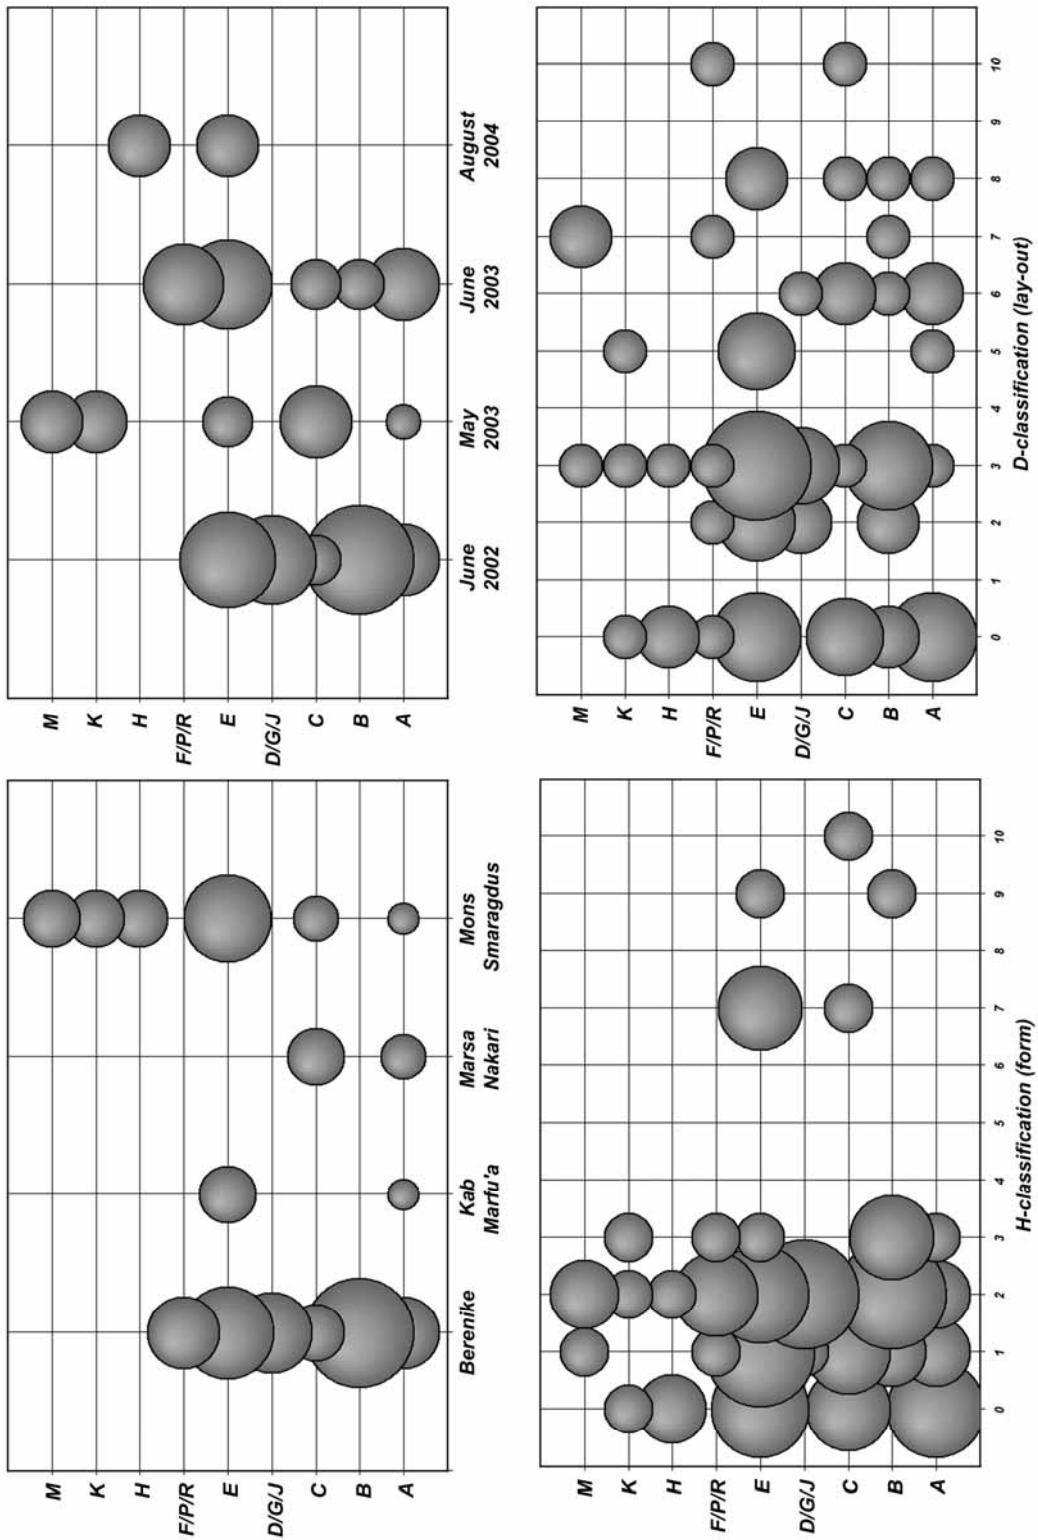 M
K
H
F/P/R
E
D/G/J
C
B
A
Berenike
Kab
Marfu'a
Marsa
Nakari
Mons
Smaragdus
M
K
H
F/P/R
E
D/G/J
C
B
A
June
2002
May
2003
June
2003
August
2004
M
K
H
F/P/R
E
D/G/J
C
B
A
0 1 2 3 4 5 6 7 8 9 10
H-classification (form)
M
K
H
F/P/R
E
D/G/J
C
B
A
0 1 2 3 4 5 6 7 8 9 10
D-classification (lay-out)